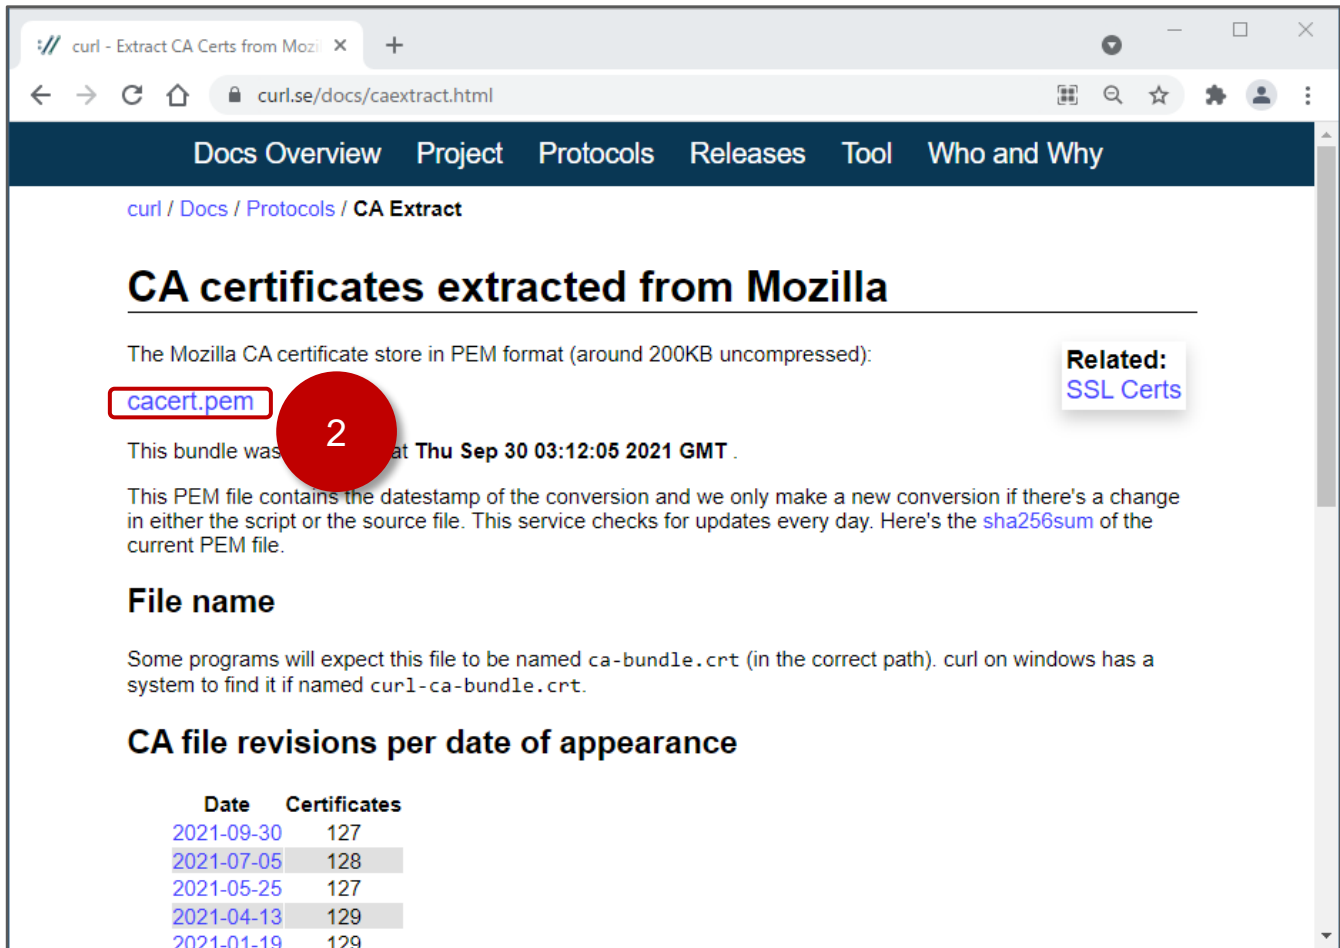 curl - Extract CA Certs from Mozi
curl.se/docs/caextract.html
Docs Overview Project Protocols Releases Tool Who and Why
curl / Docs / Protocols / CA Extract
CA certificates extracted from Mozilla
The Mozilla CA certificate store in PEM format (around 200KB uncompressed):
Related:
SSL Certs
cacert.pem
2
This bundle was at Thu Sep 30 03:12:05 2021 GMT .
This PEM file contains the datestamp of the conversion and we only make a new conversion if there's a change
in either the script or the source file. This service checks for updates every day. Here's the sha256sum of the
current PEM file.
File name
Some programs will expect this file to be named ca-bundle.crt (in the correct path). curl on windows has a
system to find it if named curl-ca-bundle.crt.
CA file revisions per date of appearance
Date Certificates
2021-09-30 127
2021-07-05 128
2021-05-25 127
2021-04-13 129
2021-01-19 129